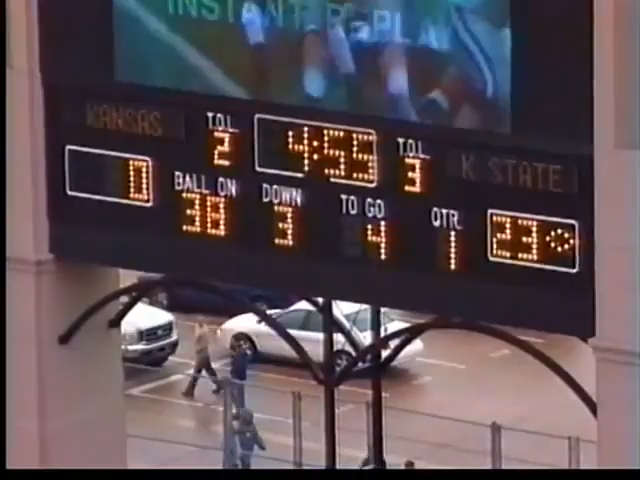 INSTANT REPLAY
KANSAS T.O.L. 4:55 T.O.L. K STATE
2 3
0 BALL ON DOWN TO GO QTR. 23
38 3 4 1